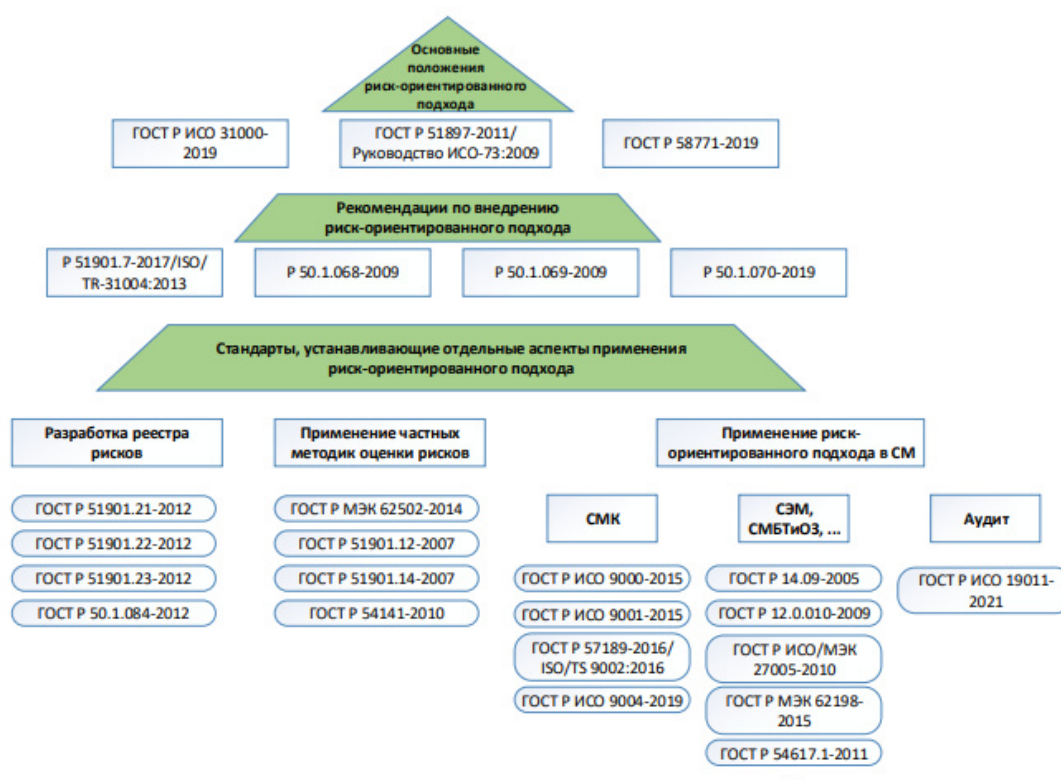 Основные
положения
риск-ориентированного
подхода
ГОСТ Р ИСО 31000-
2019
ГОСТ Р 51897-2011/
Руководство ИСО-73:2009
ГОСТ Р 58771-2019
Рекомендации по внедрению
риск-ориентированного подхода
Р 51901.7-2017/ISO/
TR-31004:2013
Р 50.1.068-2009
Р 50.1.069-2009
Р 50.1.070-2019
Стандарты, устанавливающие отдельные аспекты применения
риск-ориентированного подхода
Разработка реестра
рисков
ГОСТ Р 51901.21-2012
ГОСТ Р 51901.22-2012
ГОСТ Р 51901.23-2012
ГОСТ Р 50.1.084-2012
Применение частных
методик оценки рисков
ГОСТ Р МЭК 62502-2014
ГОСТ Р 51901.12-2007
ГОСТ Р 51901.14-2007
ГОСТ Р 54141-2010
Применение риск-
ориентированного подхода в СМ
СМК
ГОСТ Р ИСО 9000-2015
ГОСТ Р ИСО 9001-2015
ГОСТ Р 57189-2016/
ISO/TS 9002:2016
ГОСТ Р ИСО 9004-2019
СЭМ,
СМБТиОЗ, ...
ГОСТ Р 14.09-2005
ГОСТ Р 12.0.010-2009
ГОСТ Р ИСО/МЭК
27005-2010
ГОСТ Р МЭК 62198-
2015
ГОСТ Р 54617.1-2011
Аудит
ГОСТ Р ИСО 19011-
2021